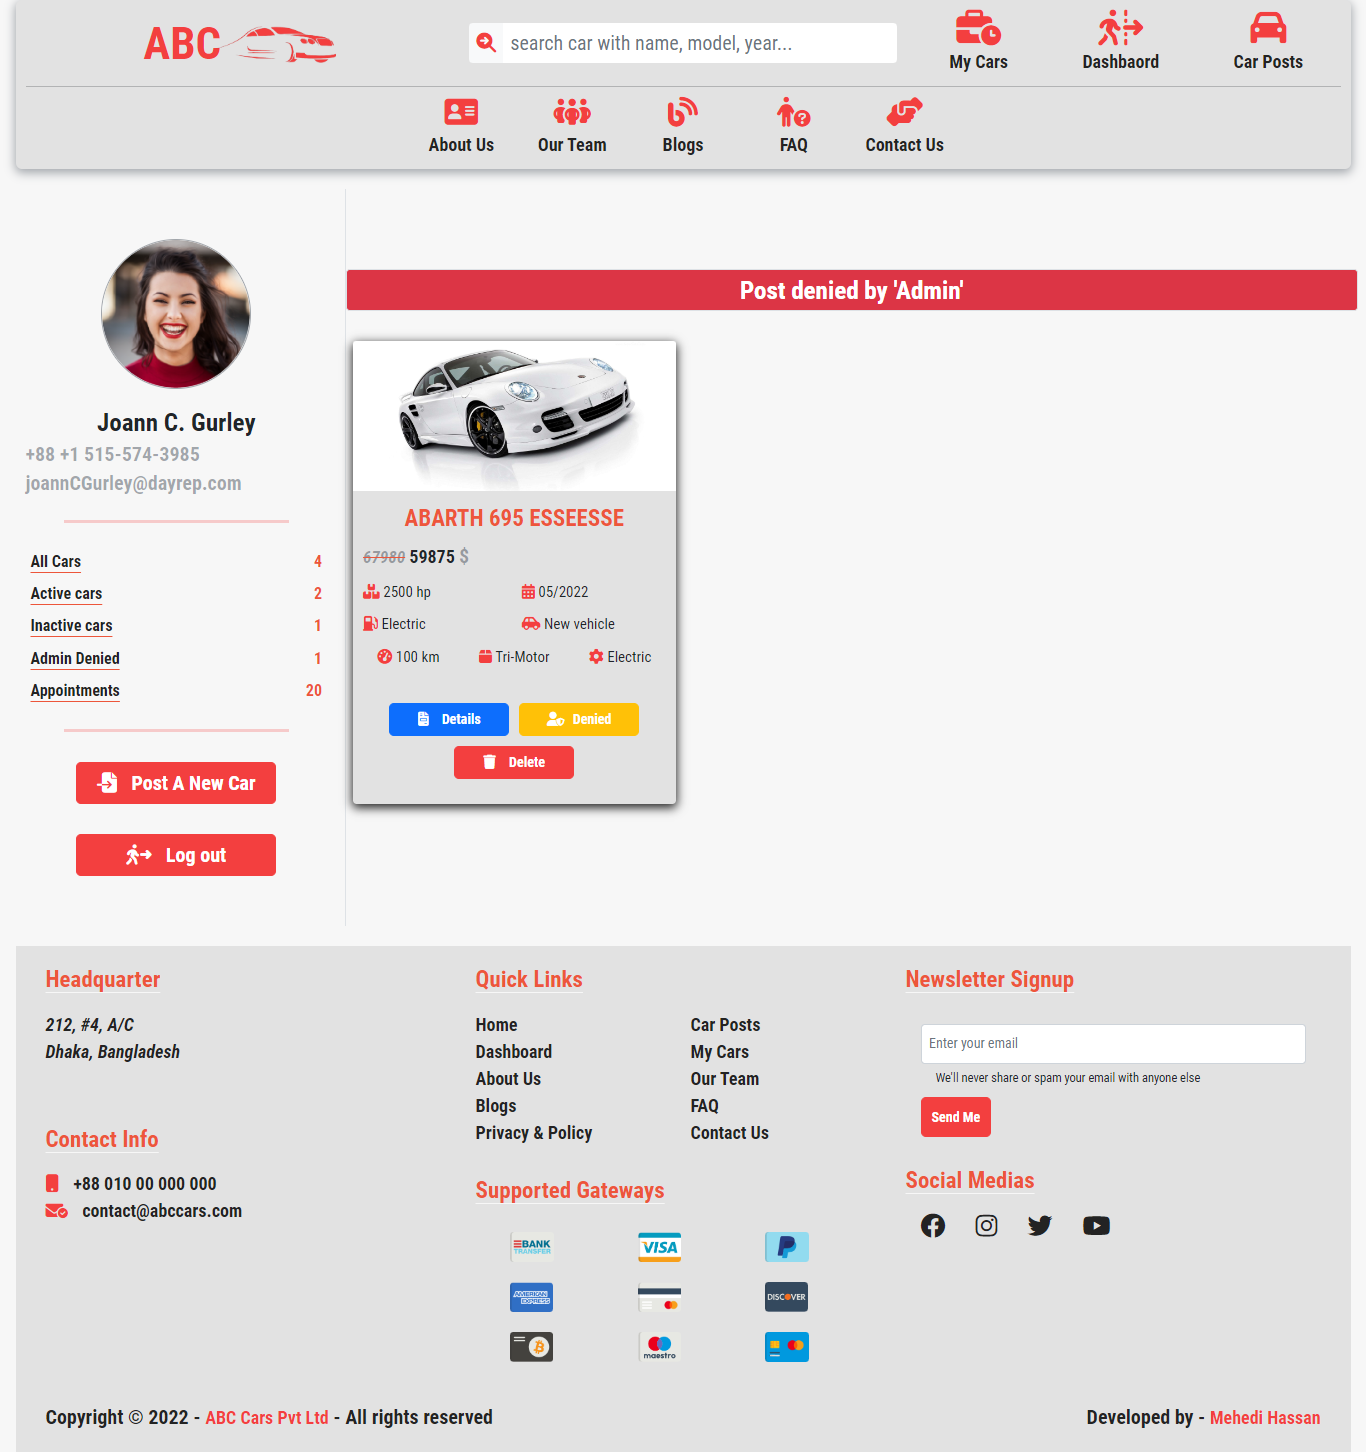 ABC
search car with name, model, year...
My Cars
Dashbaord
Car Posts
About Us
Our Team
Blogs
FAQ
Contact Us
Joann C. Gurley
+88 +1 515-574-3985
joannCGurley@dayrep.com
All Cars 4
Active cars 2
Inactive cars 1
Admin Denied 1
Appointments 20
Post A New Car
Log out
Post denied by 'Admin'
ABARTH 695 ESSEESSE
67980 59875 $
2500 hp 05/2022
Electric New vehicle
100 km Tri-Motor Electric
Details Denied
Delete
Headquarter
212, #4, A/C
Dhaka, Bangladesh
Contact Info
+88 010 00 000 000
contact@abccars.com
Quick Links
Home Car Posts
Dashboard My Cars
About Us Our Team
Blogs FAQ
Privacy & Policy Contact Us
Supported Gateways
BANK
TRANSFER
VISA
AMERICAN
EXPRESS
DISCOVER
maestro
Newsletter Signup
Enter your email
We'll never share or spam your email with anyone else
Send Me
Social Medias
Copyright © 2022 - ABC Cars Pvt Ltd - All rights reserved
Developed by - Mehedi Hassan